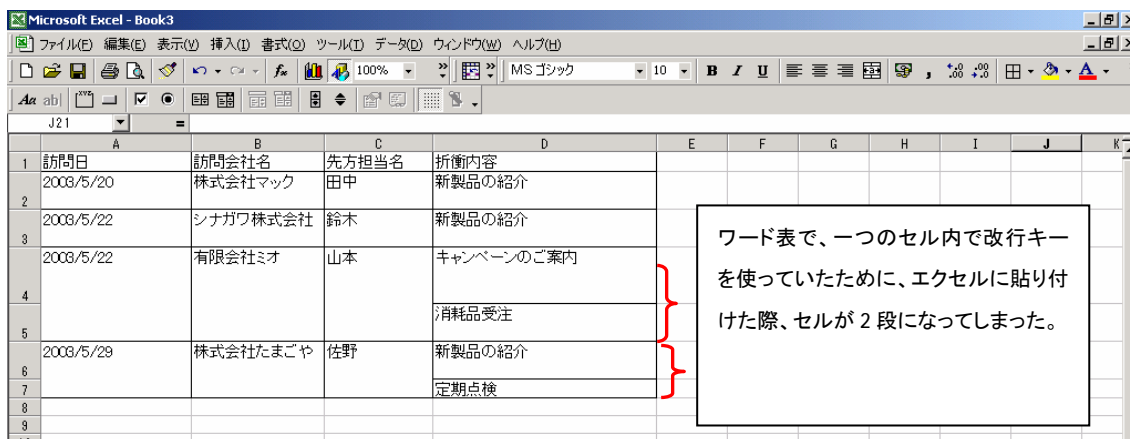 Microsoft Excel - Book3
ファイル(F) 編集(E) 表示(V) 挿入(I) 書式(O) ツール(T) データ(D) ウィンドウ(W) ヘルプ(H)
100% MS ゴシック 10 B I U
Aa ab|
J21 =
A B C D E F G H I J K
1 訪問日 訪問会社名 先方担当名 折衝内容
2 2003/5/20 株式会社マック 田中 新製品の紹介
3 2003/5/22 シナガワ株式会社 鈴木 新製品の紹介
4 2003/5/22 有限会社ミオ 山本 キャンペーンのご案内
5 消耗品受注
6 2003/5/29 株式会社たまごや 佐野 新製品の紹介
7 定期点検
8
9
ワード表で、一つのセル内で改行キー
を使っていたために、エクセルに貼り付
けた際、セルが 2 段になってしまった。